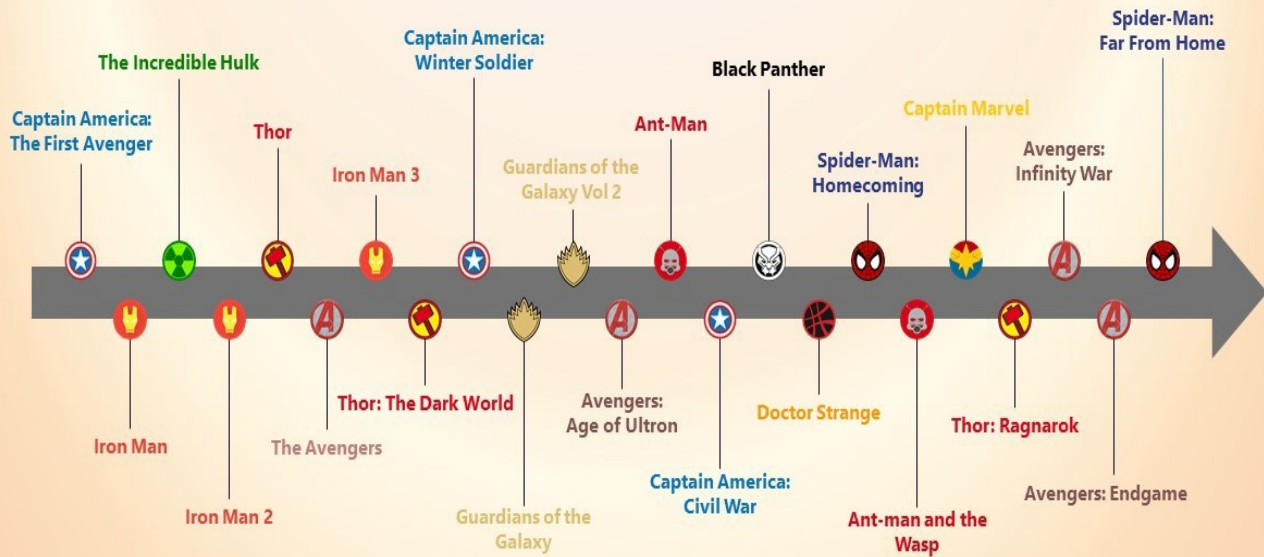 Captain America:
The First Avenger
Iron Man
The Incredible Hulk
Iron Man 2
Thor
The Avengers
Iron Man 3
Thor: The Dark World
Captain America:
Winter Soldier
Guardians of the
Galaxy
Guardians of the
Galaxy Vol 2
Avengers:
Age of Ultron
Ant-Man
Captain America:
Civil War
Black Panther
Doctor Strange
Spider-Man:
Homecoming
Ant-man and the
Wasp
Captain Marvel
Thor: Ragnarok
Avengers:
Infinity War
Avengers: Endgame
Spider-Man:
Far From Home